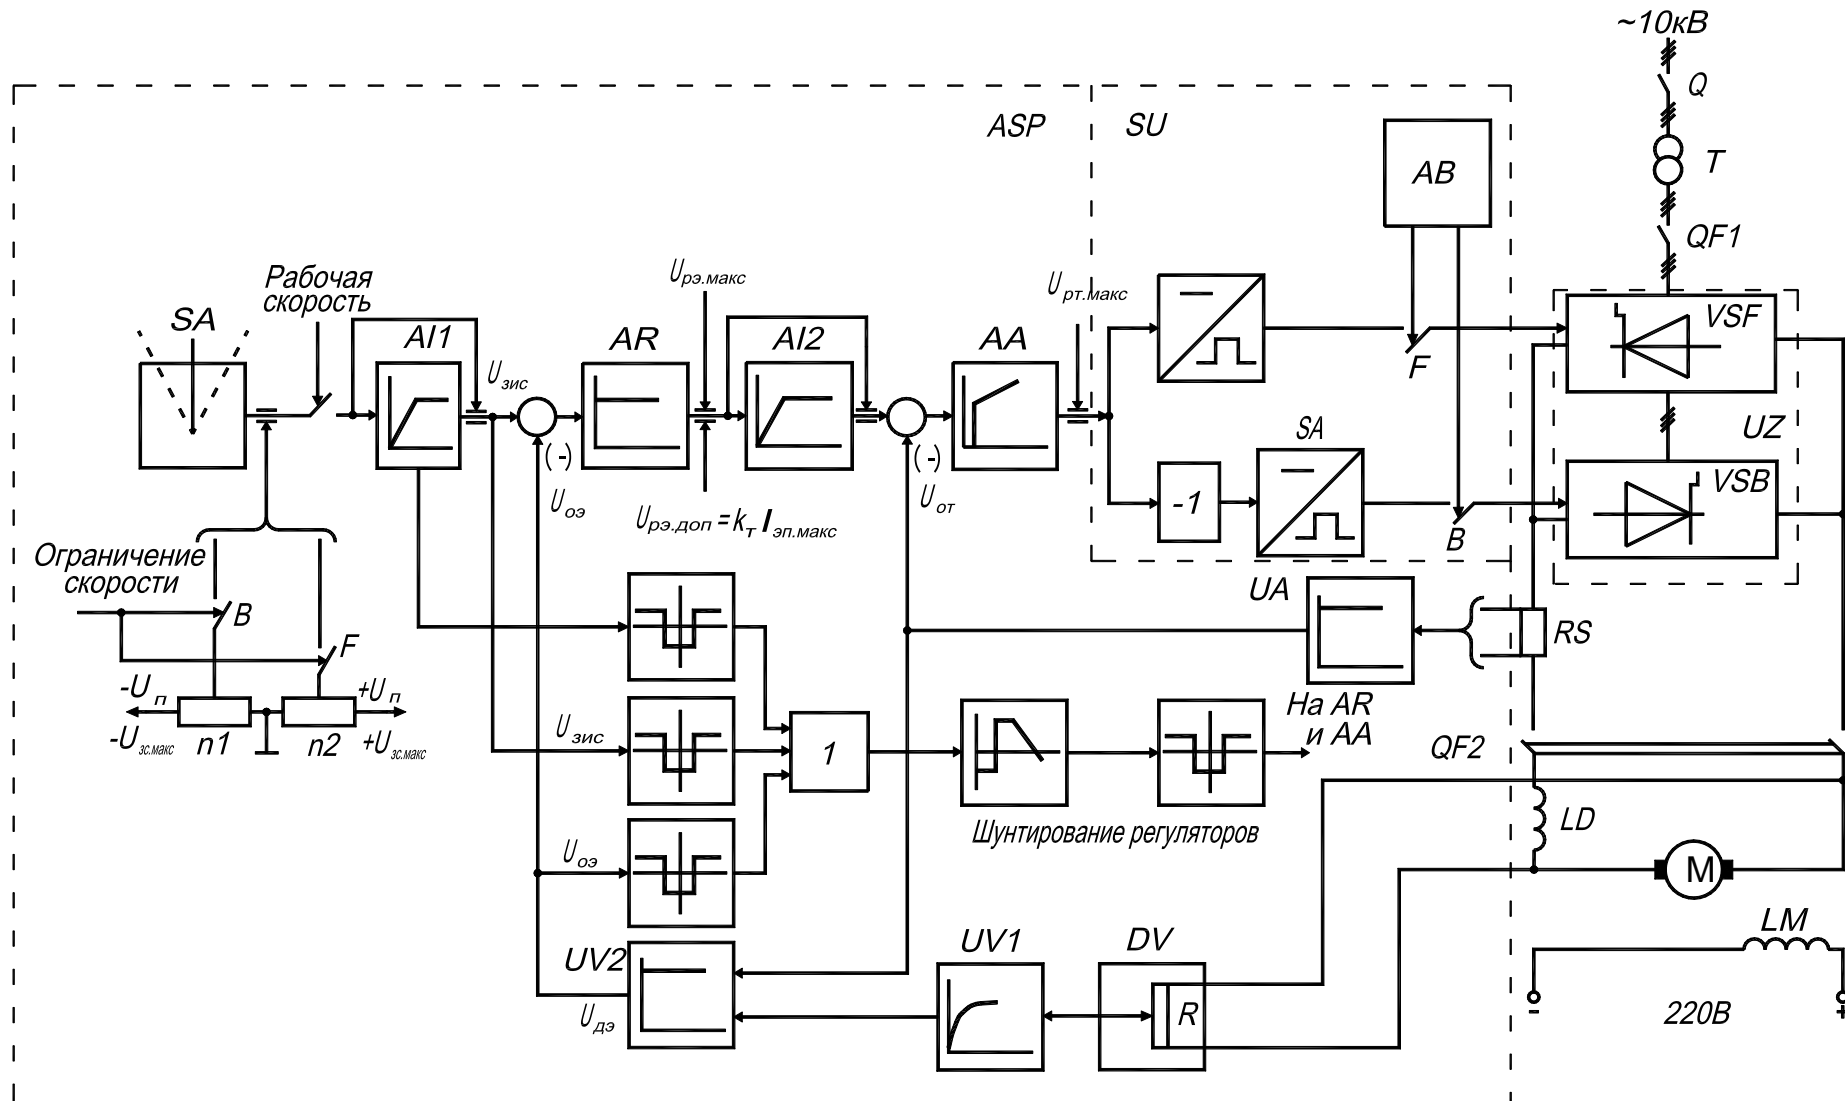 ~10кВ
Q
ASP
SU
AB
T
QF1
Рабочая
скорость
Uрэ.макс
Uрт.макс
SA
AI1
AR
AI2
AA
VSF
F
Uзис
UZ
SA
(-)
(-)
-1
VSB
Uоэ
Uот
Uрэ.доп = kт Iэп.макс
B
Ограничение
скорости
UA
B
RS
F
-Uп
+Uп
На AR
и AA
-Uзс.макс
п1
п2
+Uзс.макс
Uзис
1
QF2
Шунтирование регуляторов
LD
Uоэ
M
LM
UV2
UV1
DV
Uдэ
R
220В
-
+